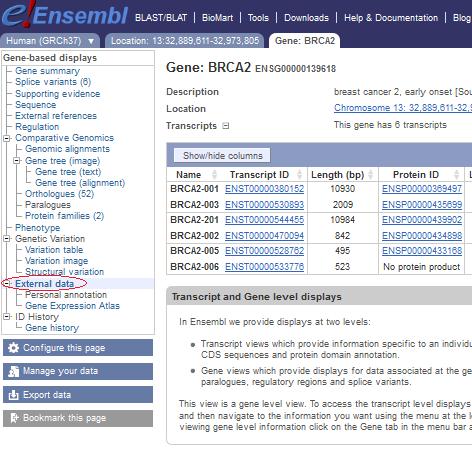 e!Ensembl BLAST/BLAT | BioMart | Tools | Downloads | Help & Documentation | Blog
Human (GRCh37) ▼ Location: 13:32,889,611-32,973,805 Gene: BRCA2
Gene-based displays
Gene summary
Splice variants (6)
Supporting evidence
Sequence
External references
Regulation
Comparative Genomics
Genomic alignments
Gene tree (image)
Gene tree (text)
Gene tree (alignment)
Orthologues (52)
Paralogues
Protein families (2)
Phenotype
Genetic Variation
Variation table
Variation image
Structural variation
External data
Personal annotation
Gene Expression Atlas
ID History
Gene history
Configure this page
Manage your data
Export data
Bookmark this page
Gene: BRCA2 ENSG00000139618
Description breast cancer 2, early onset [Sou
Location Chromosome 13: 32,889,611-32,9
Transcripts This gene has 6 transcripts
Show/hide columns
Name Transcript ID Length (bp) Protein ID
BRCA2-001 ENST00000380152 10930 ENSP00000369497
BRCA2-003 ENST00000530893 2009 ENSP00000435699
BRCA2-201 ENST00000544455 10984 ENSP00000439902
BRCA2-002 ENST00000470094 842 ENSP00000434898
BRCA2-005 ENST00000528762 495 ENSP00000433168
BRCA2-006 ENST00000533776 523 No protein product
Transcript and Gene level displays
In Ensembl we provide displays at two levels:
• Transcript views which provide information specific to an individu
CDS sequences and protein domain annotation.
• Gene views which provide displays for data associated at the ge
paralogues, regulatory regions and splice variants.
This view is a gene level view. To access the transcript level displays
and then navigate to the information you want using the menu at the le
viewing gene level information click on the Gene tab in the menu bar a